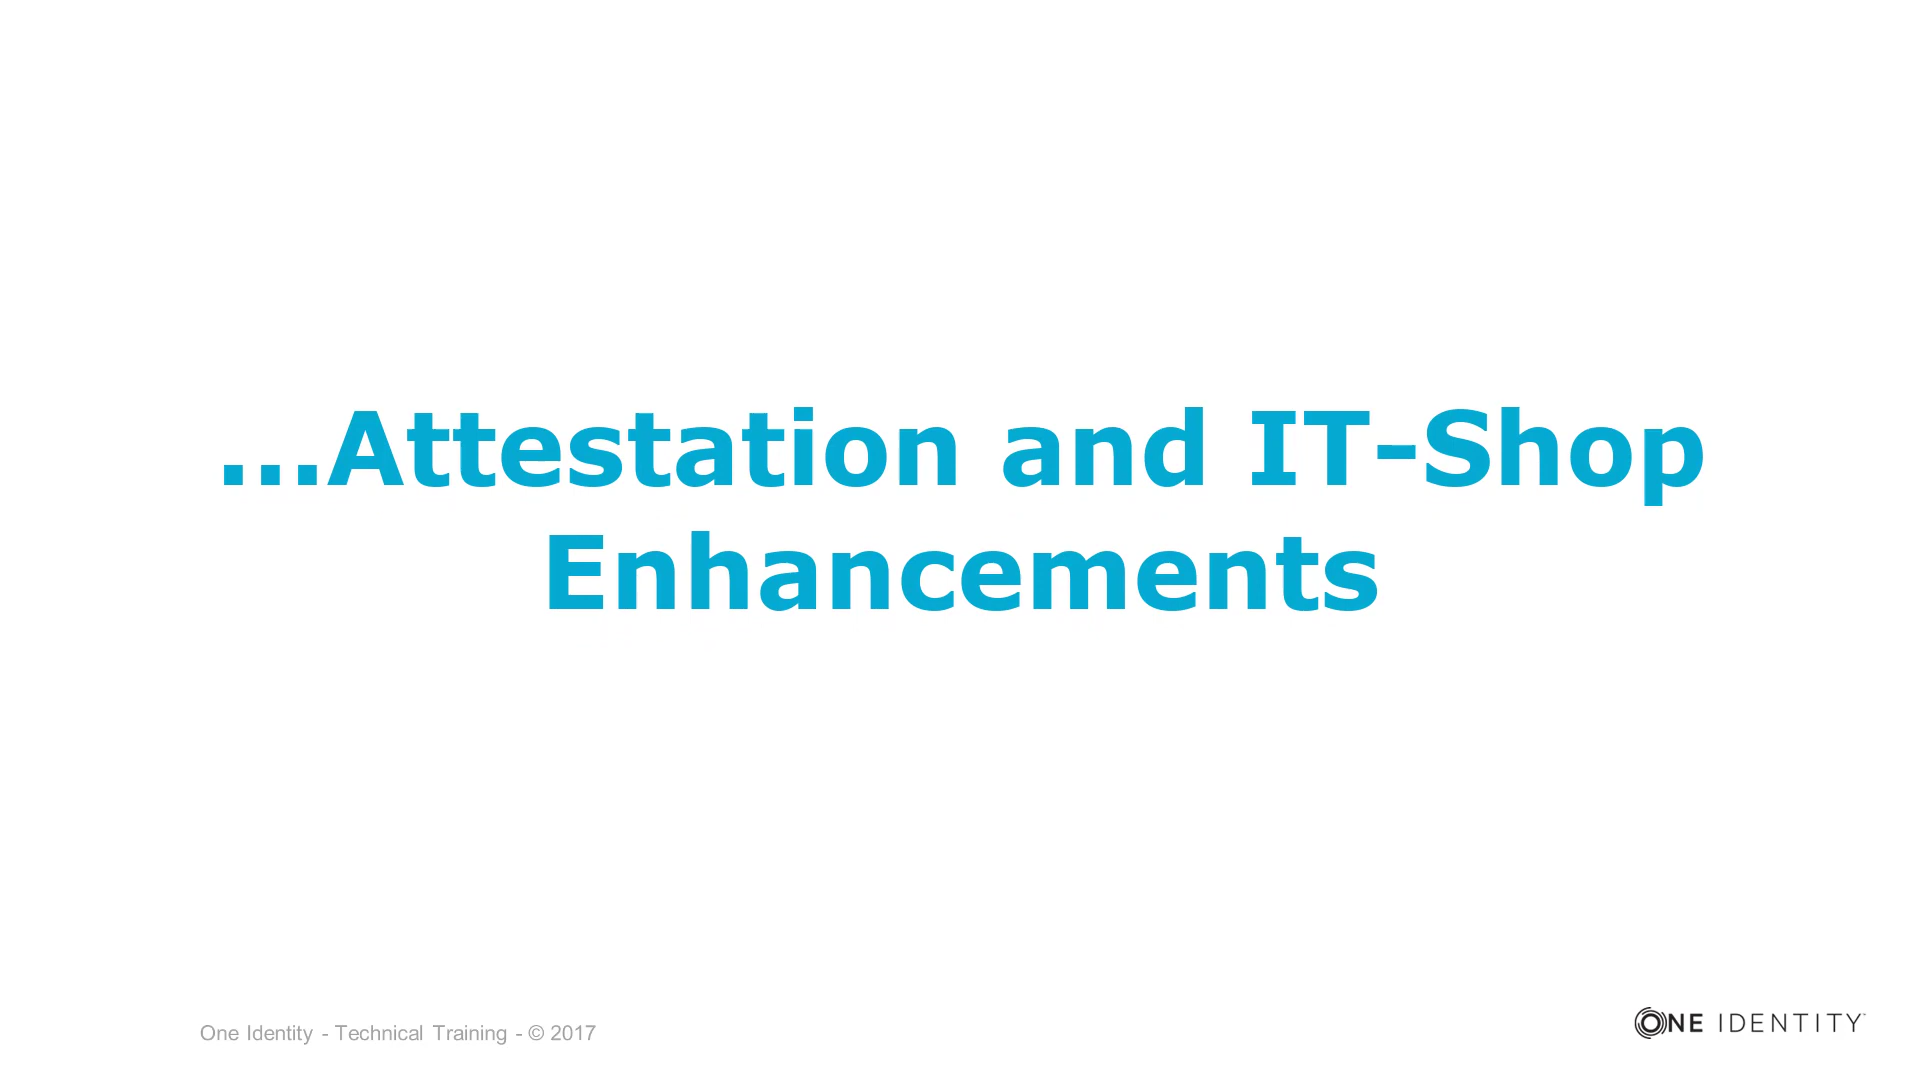 ...Attestation and IT-Shop
Enhancements
One Identity - Technical Training - © 2017
ONE IDENTITY